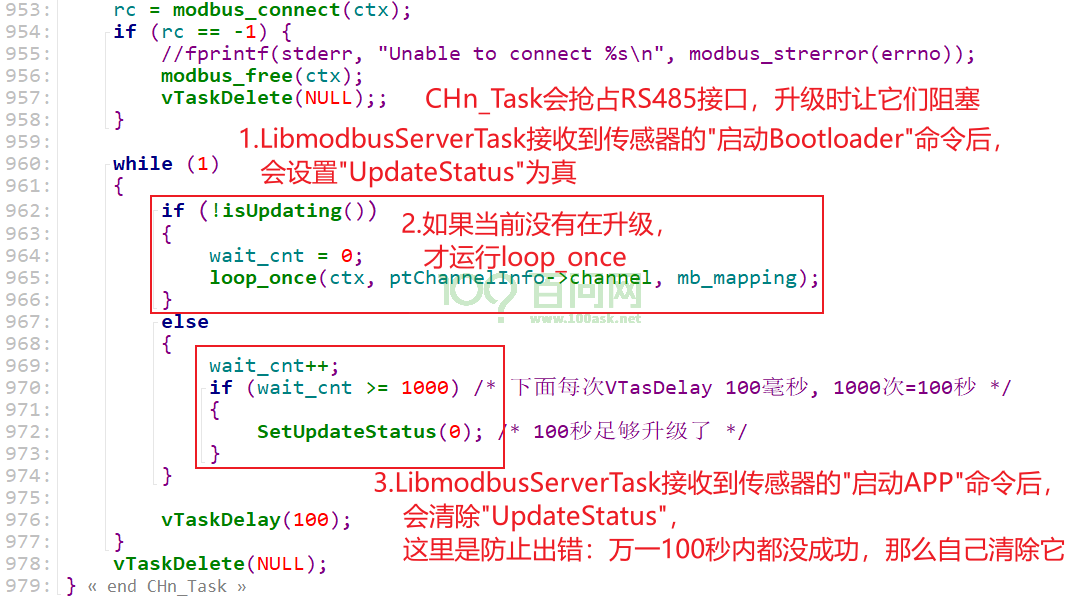 953: rc = modbus_connect(ctx);
954: if (rc == -1) {
955: //fprintf(stderr, "Unable to connect %s\n", modbus_strerror(errno));
956: modbus_free(ctx);
957: vTaskDelete(NULL);; CHn_Task会抢占RS485接口，升级时让它们阻塞
958: }
959: 1.LibmodbusServerTask接收到传感器的"启动Bootloader"命令后，
960: while (1) 会设置"UpdateStatus"为真
961: {
962: if (!isUpdating()) 2.如果当前没有在升级，
963: {
964: wait_cnt = 0; 才运行loop_once
965: loop_once(ctx, ptChannelInfo->channel, mb_mapping);
966: }
百问网
www.100ask.net
967: else
968: {
969: wait_cnt++;
970: if (wait_cnt >= 1000) /* 下面每次VTasDelay 100毫秒, 1000次=100秒 */
971: {
972: SetUpdateStatus(0); /* 100秒足够升级了 */
973: }
974: } 3.LibmodbusServerTask接收到传感器的"启动APP"命令后，
975: 会清除"UpdateStatus"，
976: vTaskDelay(100);
977: } 这里是防止出错：万一100秒内都没成功，那么自己清除它
978: vTaskDelete(NULL);
979: } « end CHn_Task »